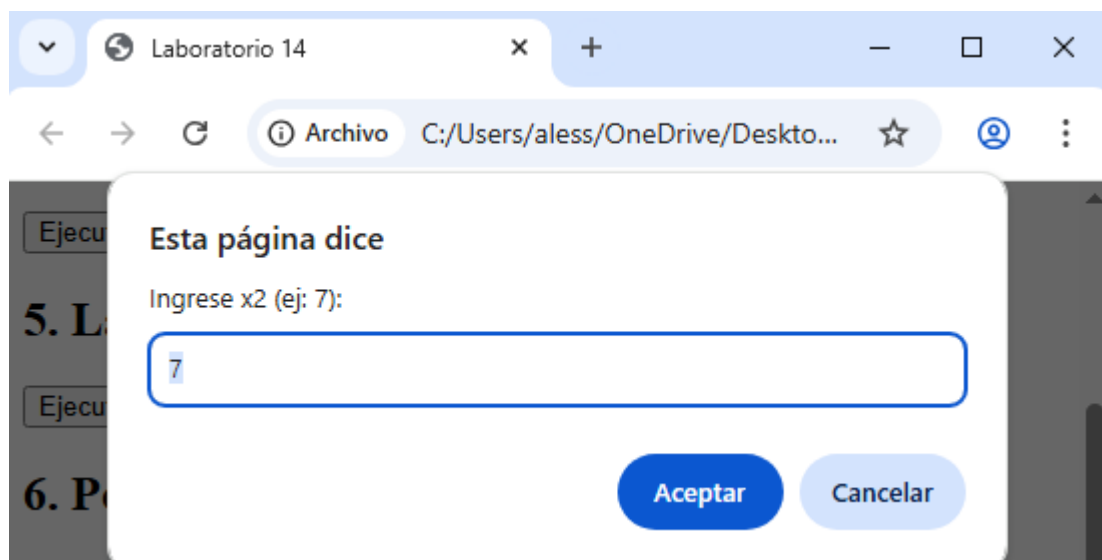 Laboratorio 14
Archivo C:/Users/aless/OneDrive/Deskto...
Esta página dice
Ingrese x2 (ej: 7):
7
Aceptar Cancelar
Ejecu
5. L
Ejecu
6. P